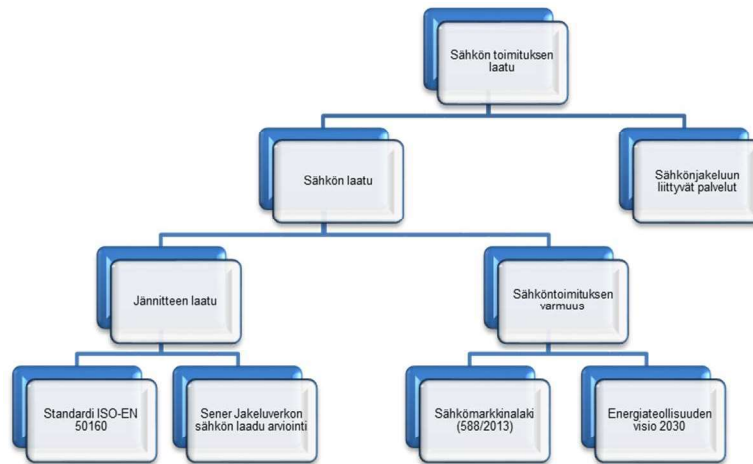 Sähkön toimituksen
laatu
Sähkön laatu
Sähkönjakeluun
liittyvät palvelut
Jännitteen laatu
Sähköntoimituksen
varmuus
Standardi ISO-EN
50160
Sener Jakeluverkon
sähkön laadu arviointi
Sähkömarkkinalaki
(588/2013)
Energiateollisuuden
visio 2030